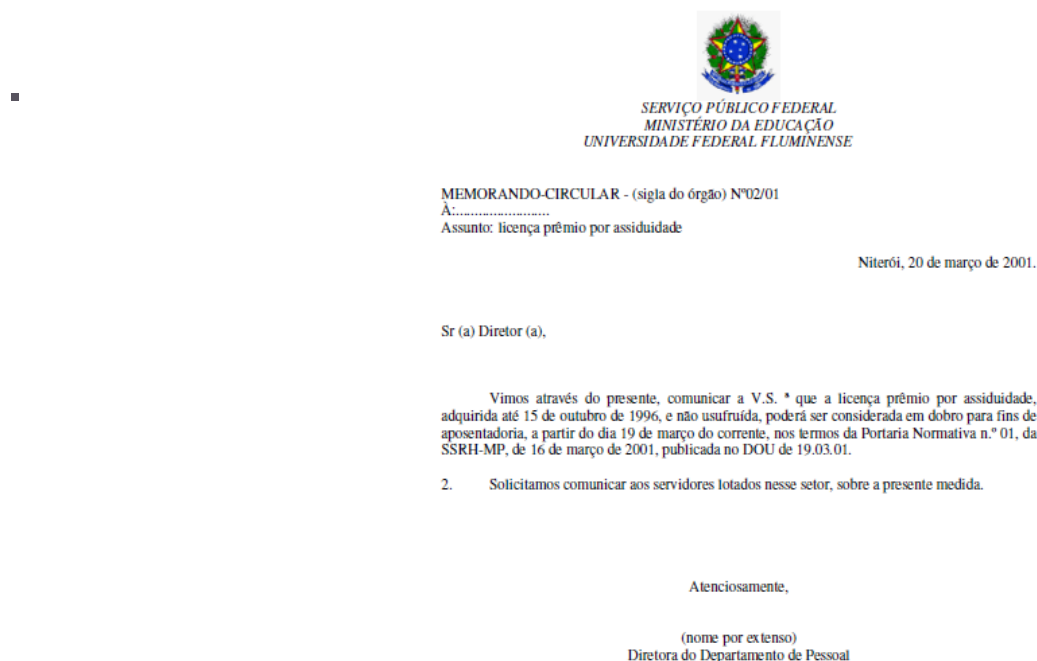 SERVIÇO PÚBLICO FEDERAL
MINISTÉRIO DA EDUCAÇÃO
UNIVERSIDADE FEDERAL FLUMINENSE
MEMORANDO-CIRCULAR - (sigla do órgão) Nº02/01
À:.........................
Assunto: licença prêmio por assiduidade
Niterói, 20 de março de 2001.
Sr (a) Diretor (a),
Vimos através do presente, comunicar a V.S. ª que a licença prêmio por assiduidade,
adquirida até 15 de outubro de 1996, e não usufruída, poderá ser considerada em dobro para fins de
aposentadoria, a partir do dia 19 de março do corrente, nos termos da Portaria Normativa n.º 01, da
SSRH-MP, de 16 de março de 2001, publicada no DOU de 19.03.01.
2. Solicitamos comunicar aos servidores lotados nesse setor, sobre a presente medida.
Atenciosamente,
(nome por extenso)
Diretora do Departamento de Pessoal